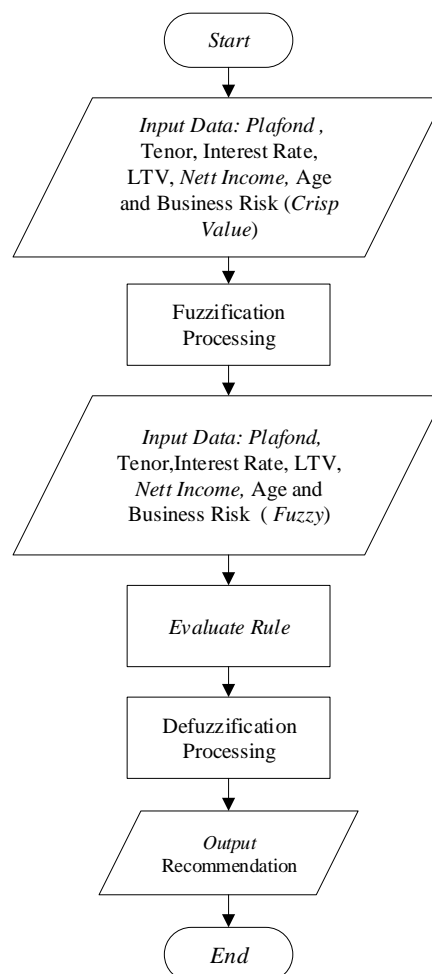 Start
Input Data: Plafond ,
Tenor, Interest Rate,
LTV, Nett Income, Age
and Business Risk (Crisp
Value)
Fuzzification
Processing
Input Data: Plafond,
Tenor,Interest Rate, LTV,
Nett Income, Age and
Business Risk ( Fuzzy)
Evaluate Rule
Defuzzification
Processing
Output
Recommendation
End